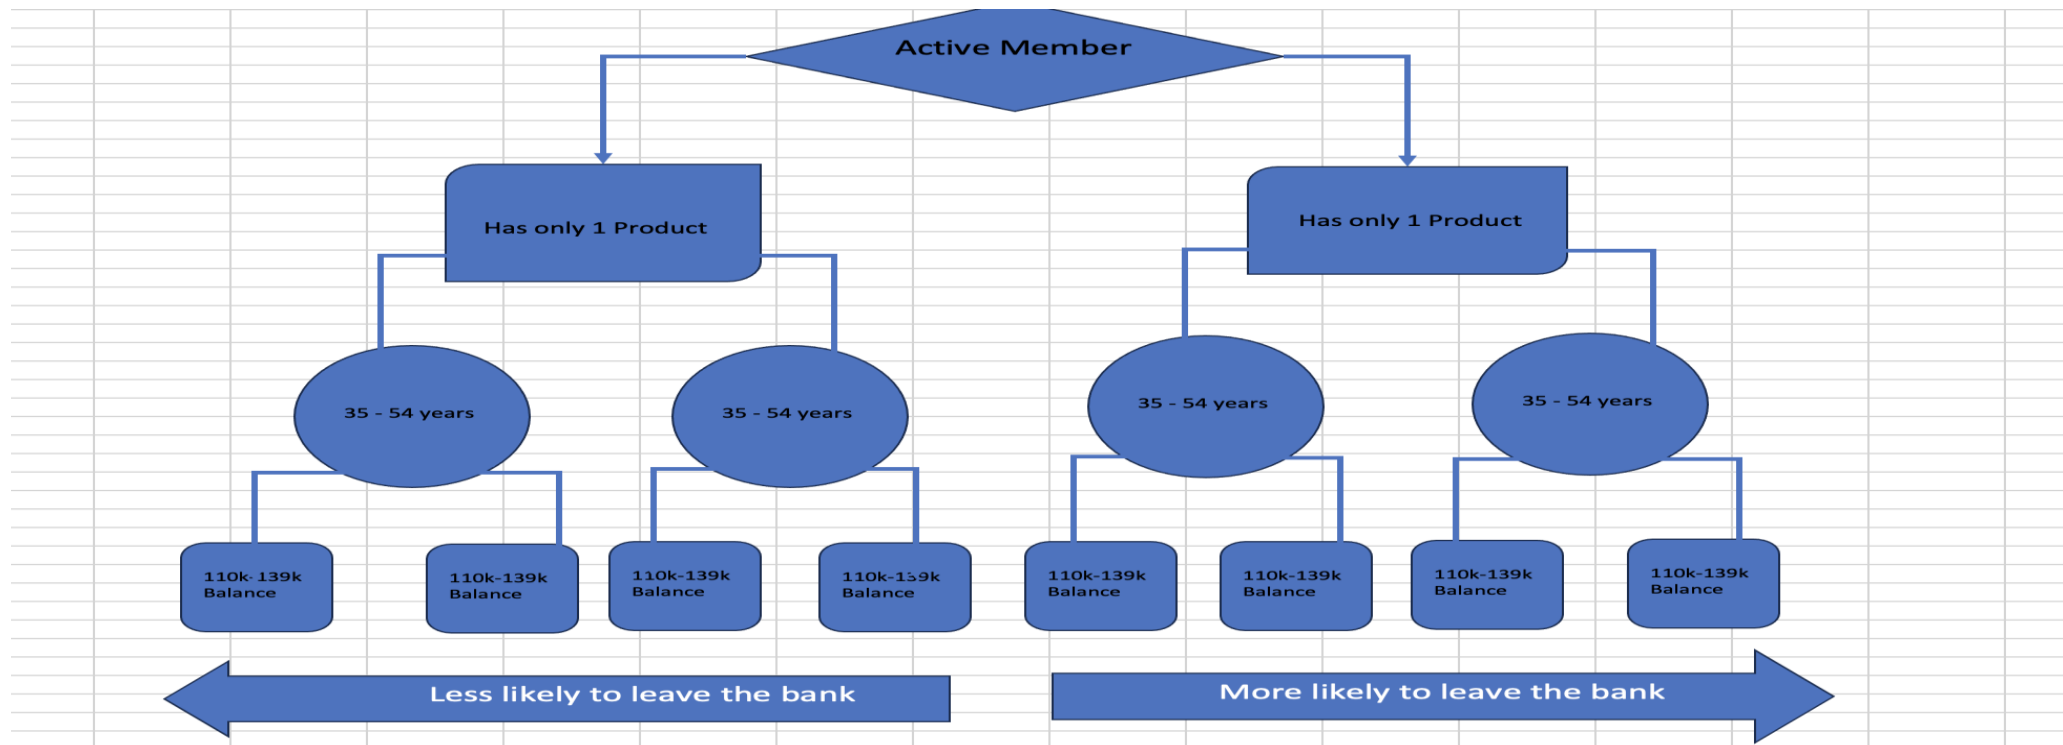 Active Member
Has only 1 Product
Has only 1 Product
35 - 54 years
35 - 54 years
35 - 54 years
35 - 54 years
110k-139k
Balance
110k-139k
Balance
110k-139k
Balance
110k-139k
Balance
110k-139k
Balance
110k-139k
Balance
110k-139k
Balance
110k-139k
Balance
Less likely to leave the bank
More likely to leave the bank